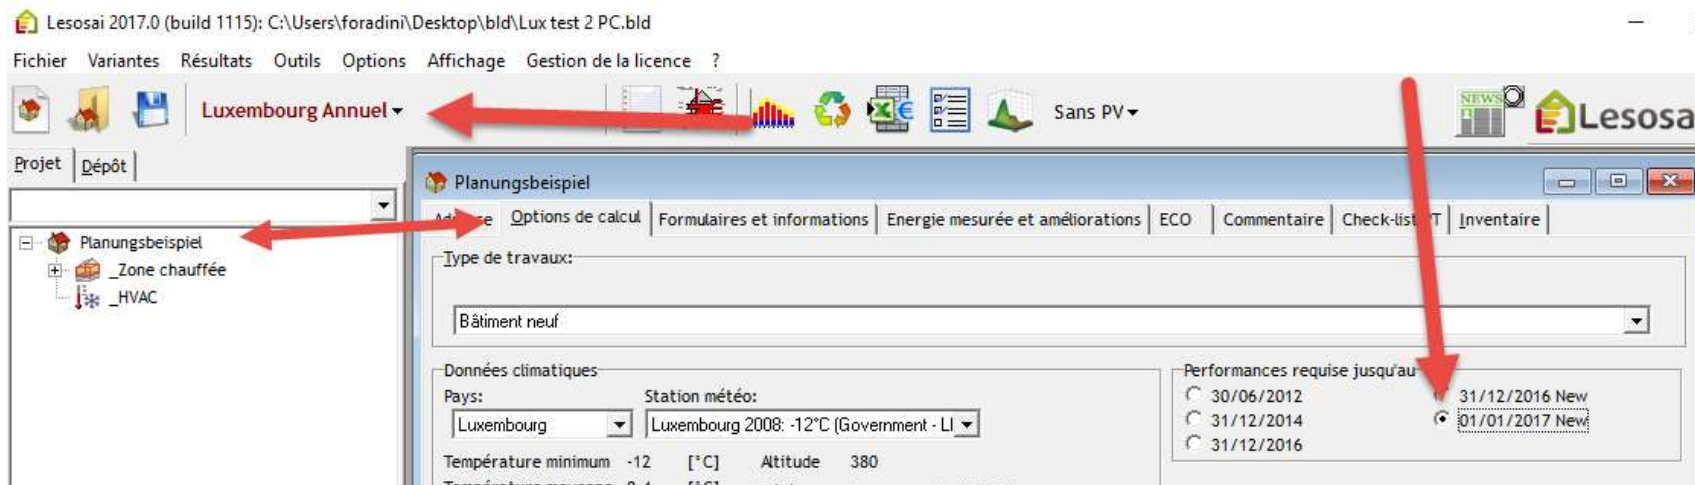 Lesosai 2017.0 (build 1115): C:\Users\foradini\Desktop\bld\Lux test 2 PC.bld
Fichier Variantes Résultats Outils Options Affichage Gestion de la licence ?
Luxembourg Annuel Sans PV NEWS Lesosa
Projet Dépôt
Planungsbeispiel
Options de calcul Formulaires et informations Energie mesurée et améliorations ECO Commentaire Check-list Inventaire
Planungsbeispiel
_Zone chauffée
_HVAC
Type de travaux:
Bâtiment neuf
Données climatiques
Pays: Station météo:
Luxembourg Luxembourg 2008: -12°C (Government - LI
Température minimum -12 [°C] Altitude 380
Performances requise jusqu'au
30/06/2012 31/12/2016 New
31/12/2014 01/01/2017 New
31/12/2016